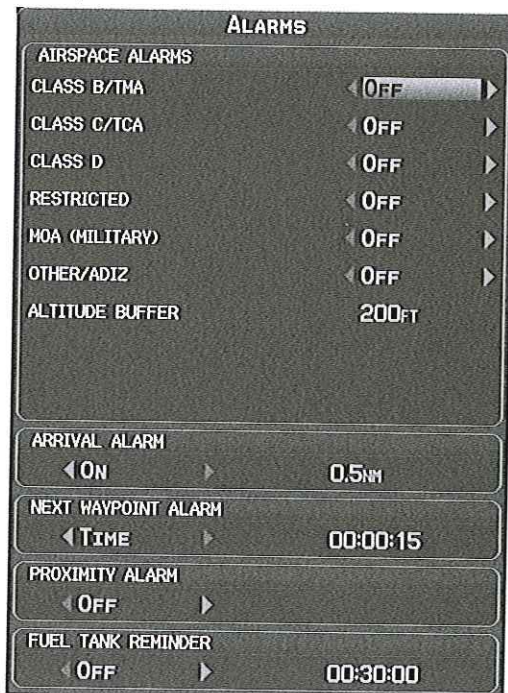 ALARMS
AIRSPACE ALARMS
CLASS B/TMA OFF
CLASS C/TCA OFF
CLASS D OFF
RESTRICTED OFF
MOA (MILITARY) OFF
OTHER/ADIZ OFF
ALTITUDE BUFFER 200FT
ARRIVAL ALARM
ON 0.5NM
NEXT WAYPOINT ALARM
TIME 00:00:15
PROXIMITY ALARM
OFF
FUEL TANK REMINDER
OFF 00:30:00